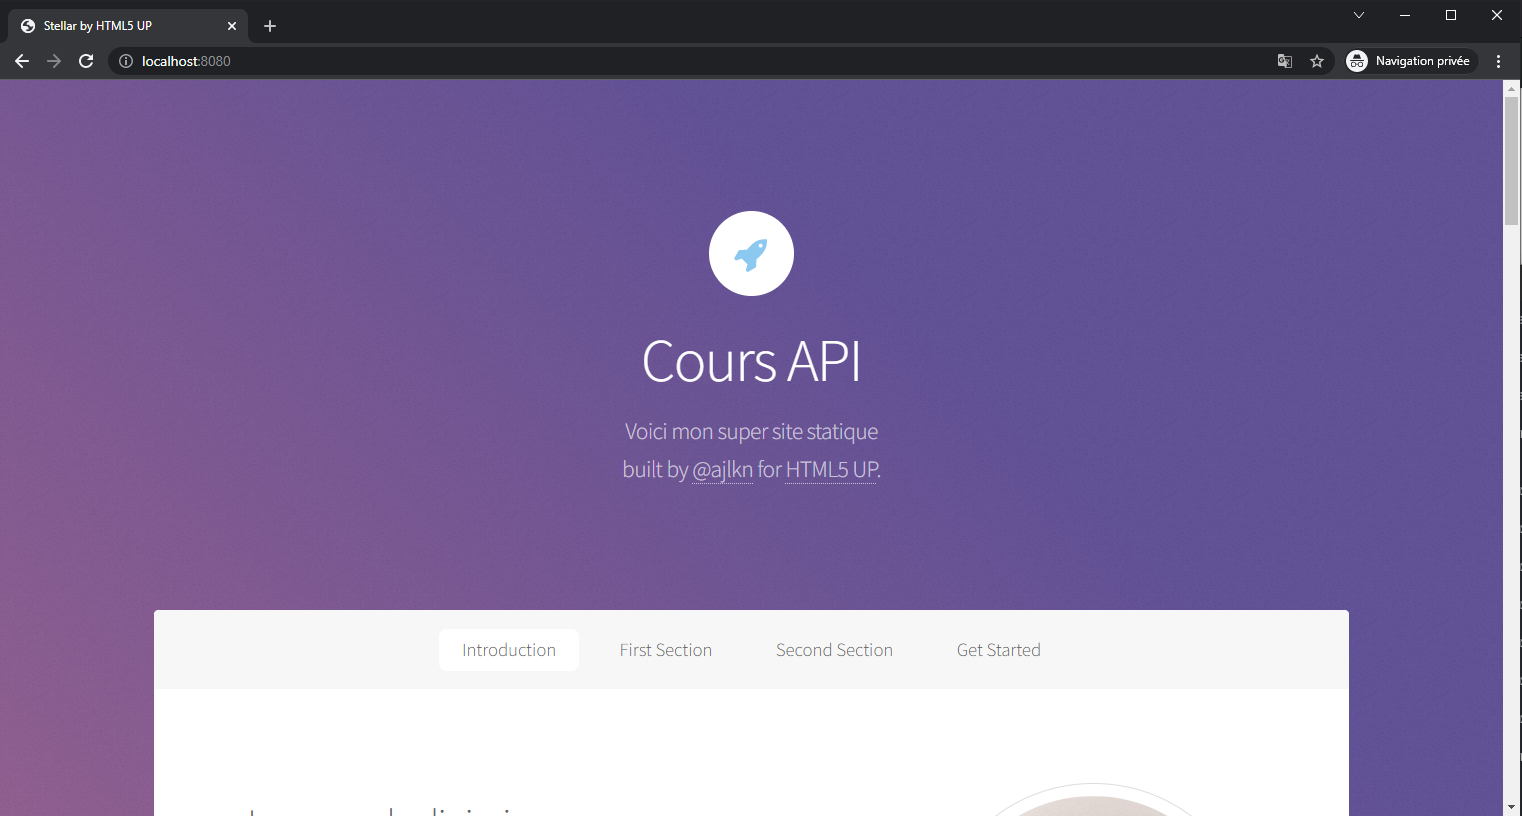 Stellar by HTML5 UP
localhost:8080
Navigation privée
Cours API
Voici mon super site statique
built by @ajlkn for HTML5 UP.
Introduction
First Section
Second Section
Get Started